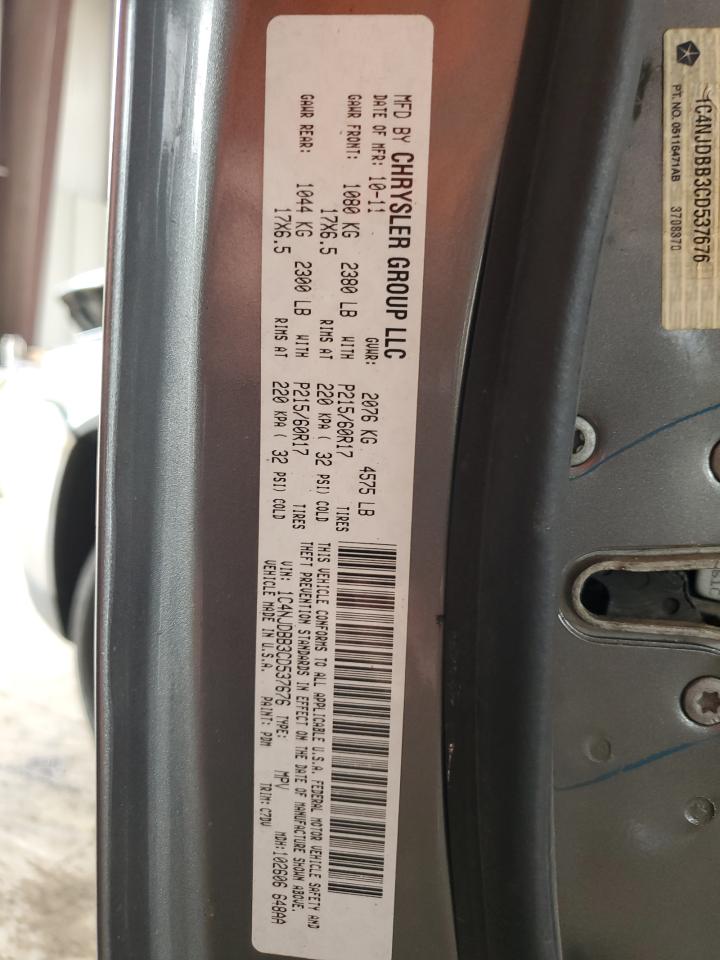 MFD BY CHRYSLER GROUP LLC
DATE OF MFR: 10-11 GVWR: 2076 KG 4575 LB
GAWR FRONT: 1080 KG 2380 LB WITH P215/60R17 TIRES
17X6.5 RIMS AT 220 KPA ( 32 PSI) COLD
GAWR REAR: 1044 KG 2300 LB WITH P215/60R17 TIRES
17X6.5 RIMS AT 220 KPA ( 32 PSI) COLD
THIS VEHICLE CONFORMS TO ALL APPLICABLE U.S.A. FEDERAL MOTOR VEHICLE SAFETY AND
THEFT PREVENTION STANDARDS IN EFFECT ON THE DATE OF MANUFACTURE SHOWN ABOVE.
VIN: 1C4NJDBB3CD537676 TYPE: MPV MDH:102606 648AA
VEHICLE MADE IN U.S.A. PAINT: PDM TRIM: C7DV
1C4NJDBB3CD537676
PT. NO. 05116471AB 3708370